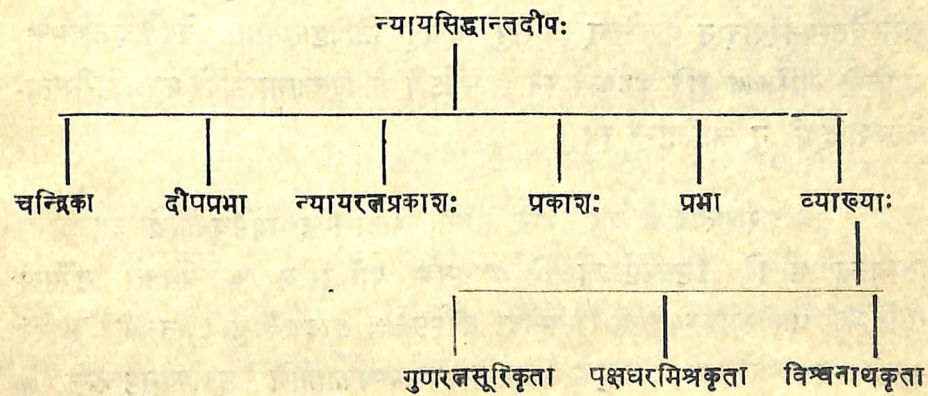 न्यायसिद्धान्तदीपः
चन्द्रिका दीपप्रभा न्यायरत्नप्रकाशः प्रकाशः प्रभा व्याख्याः
गुणरत्नसूरिकृता पक्षधरमिश्रकृता विश्वनाथकृता